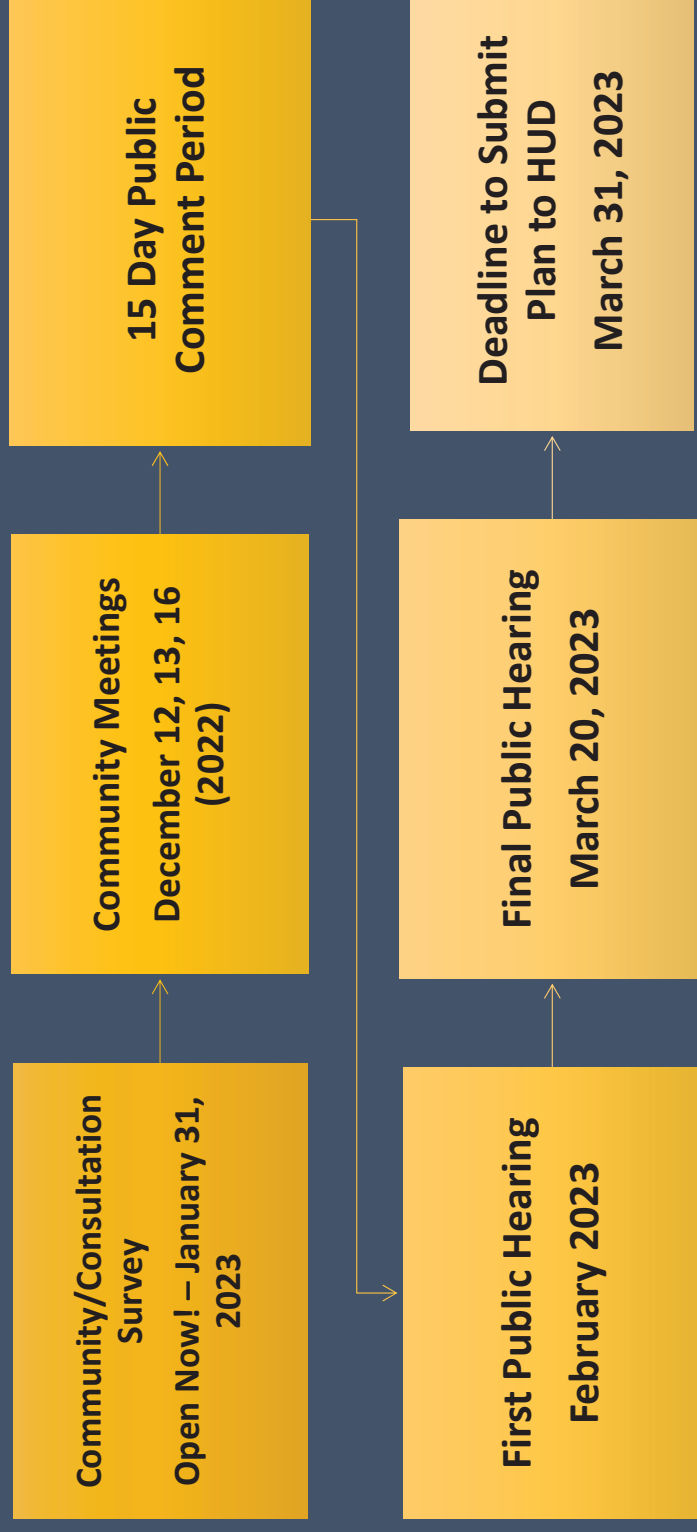 Community/Consultation
Survey
Open Now! – January 31,
2023
Community Meetings
December 12, 13, 16
(2022)
15 Day Public
Comment Period
First Public Hearing
February 2023
Final Public Hearing
March 20, 2023
Deadline to Submit
Plan to HUD
March 31, 2023